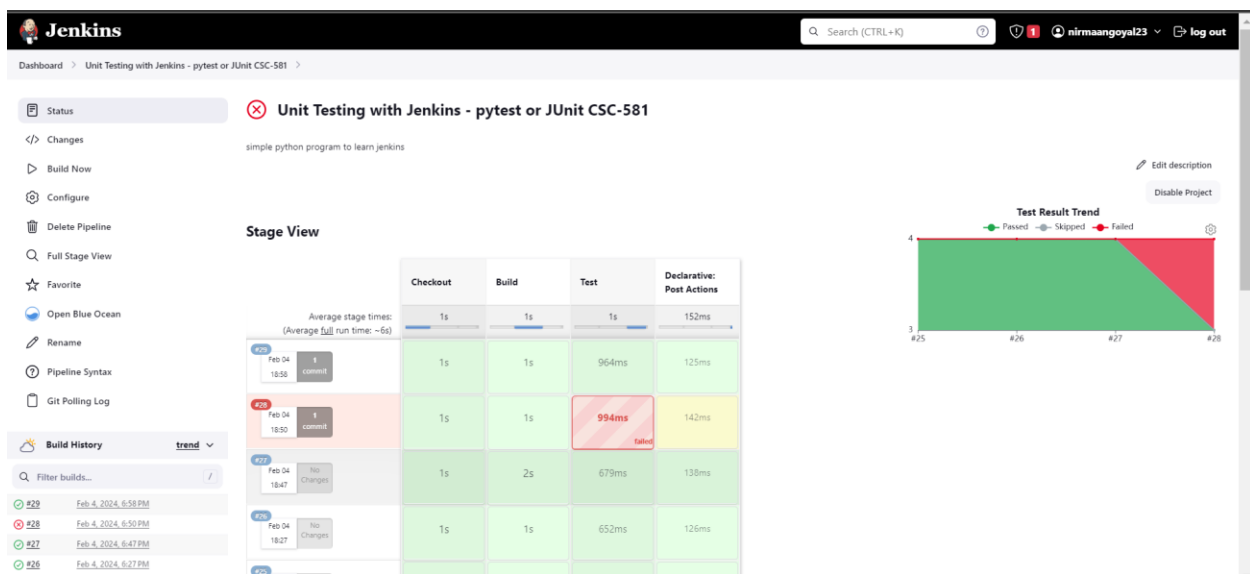 Jenkins
Search (CTRL+K)
1
nirmaangoyal23
log out
Dashboard > Unit Testing with Jenkins - pytest or JUnit CSC-581 >
Status
Changes
Build Now
Configure
Delete Pipeline
Full Stage View
Favorite
Open Blue Ocean
Rename
Pipeline Syntax
Git Polling Log
Build History
trend
Filter builds...
/
#29 Feb 4, 2024, 6:58 PM
#28 Feb 4, 2024, 6:50 PM
#27 Feb 4, 2024, 6:47 PM
#26 Feb 4, 2024, 6:27 PM
Unit Testing with Jenkins - pytest or JUnit CSC-581
simple python program to learn jenkins
Edit description
Disable Project
Stage View
Checkout Build Test Declarative:
Post Actions
Average stage times: 1s 1s 1s 152ms
(Average full run time: ~6s)
#29
Feb 04 1
18:58 commit
1s 1s 964ms 125ms
#28
Feb 04 1
18:50 commit
1s 1s 994ms 142ms
failed
#27
Feb 04 No
18:47 Changes
1s 2s 679ms 138ms
#26
Feb 04 No
18:27 Changes
1s 1s 652ms 126ms
#25
Test Result Trend
Passed Skipped Failed
4
3
#25 #26 #27 #28